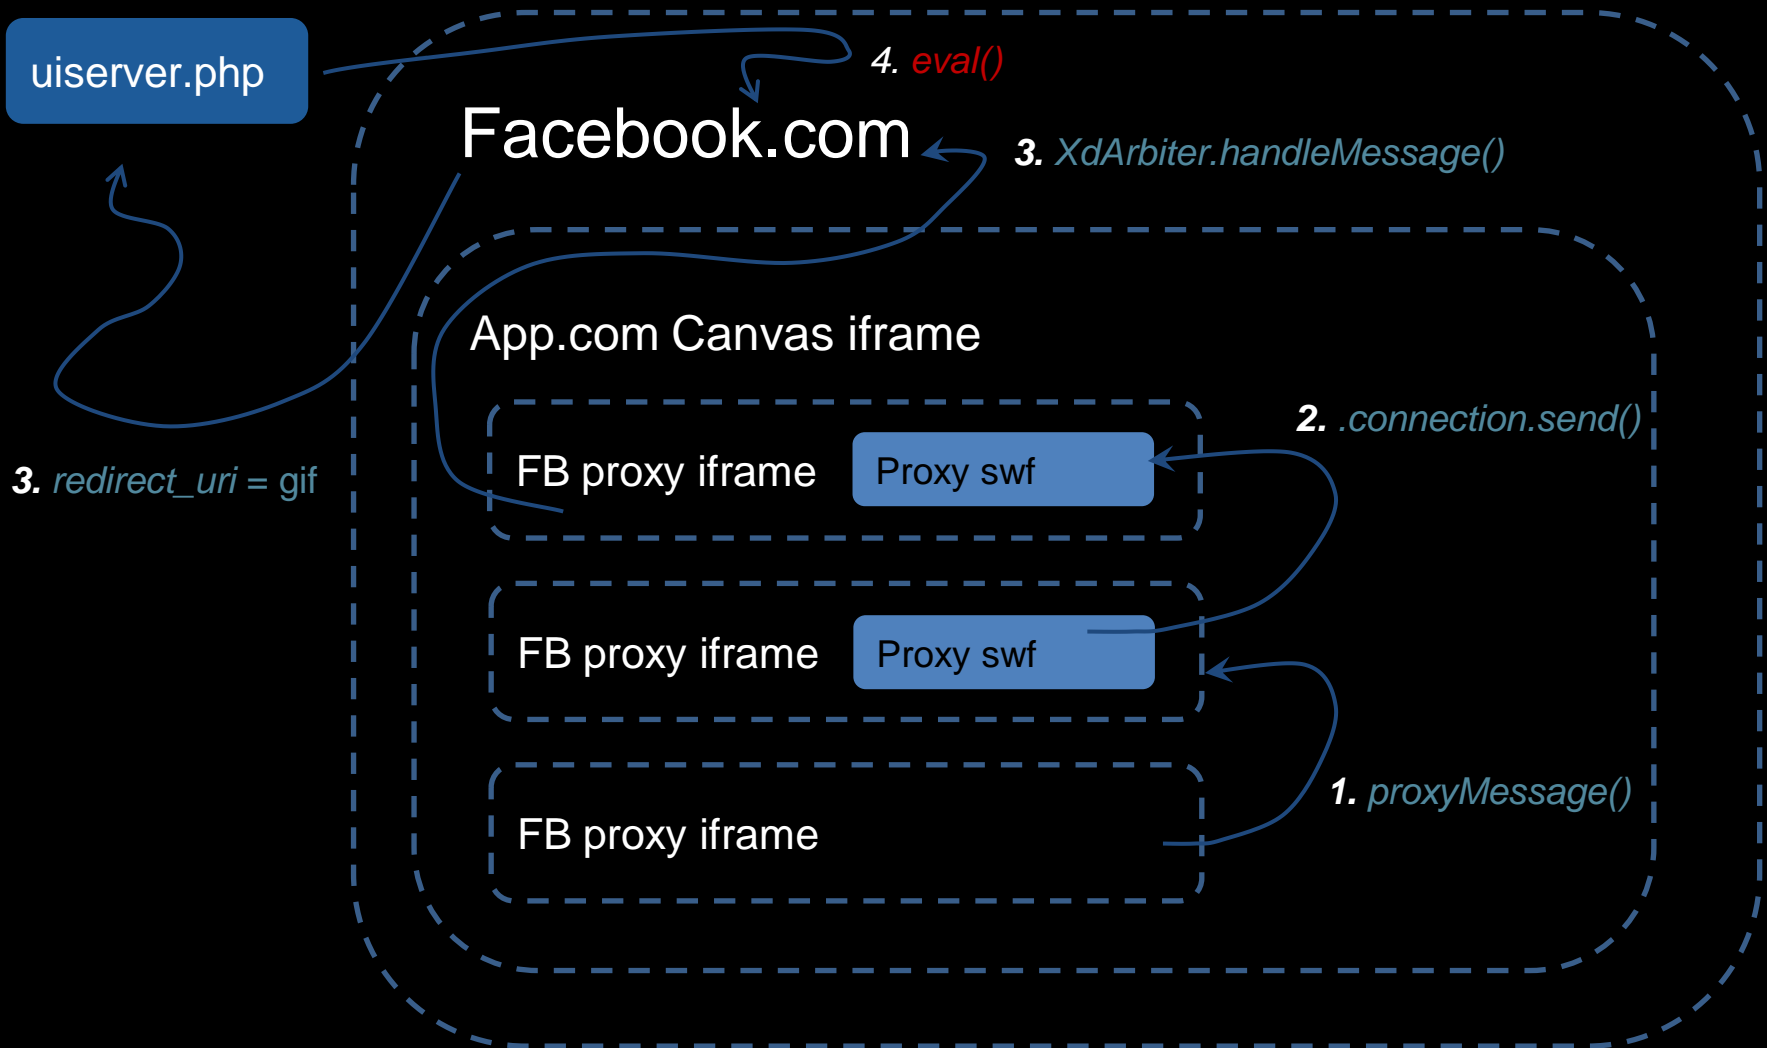 uiserver.php
4. eval()
Facebook.com
3. XdArbiter.handleMessage()
App.com Canvas iframe
2. .connection.send()
FB proxy iframe
Proxy swf
3. redirect_uri = gif
FB proxy iframe
Proxy swf
1. proxyMessage()
FB proxy iframe